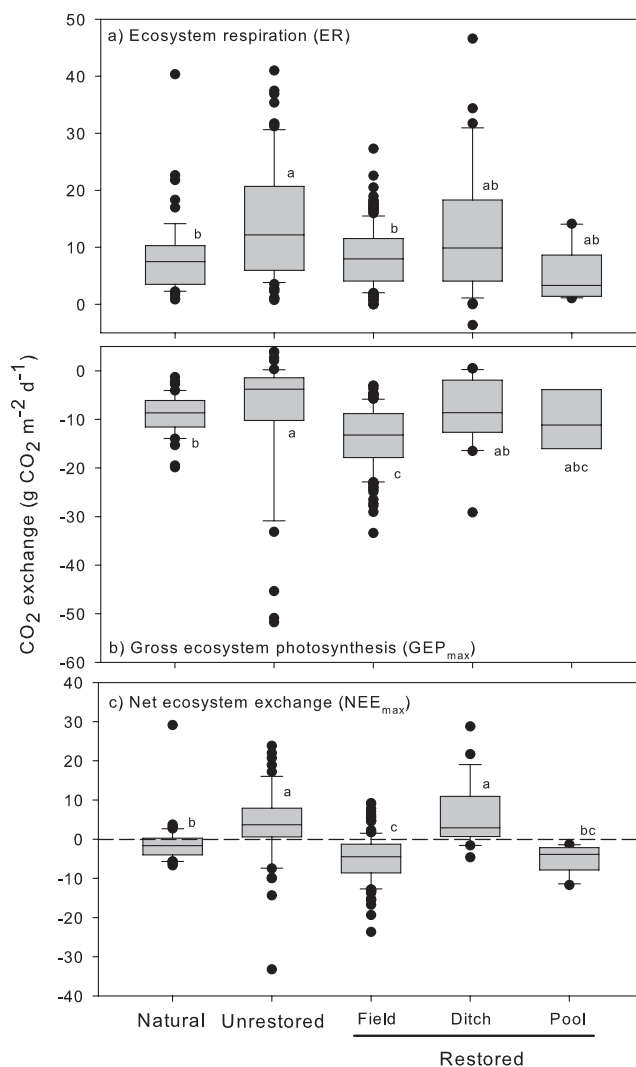 50
a) Ecosystem respiration (ER)
40
30
20
a
ab
b
b
ab
10
0
0
-10
b
a
c
ab
abc
-20
-30
-40
-50
b) Gross ecosystem photosynthesis (GEPmax)
-60
CO2 exchange (g CO2 m-2 d-1)
40
c) Net ecosystem exchange (NEEmax)
30
20
10
a
a
b
c
bc
0
-10
-20
-30
-40
Natural Unrestored Field Ditch Pool
Restored